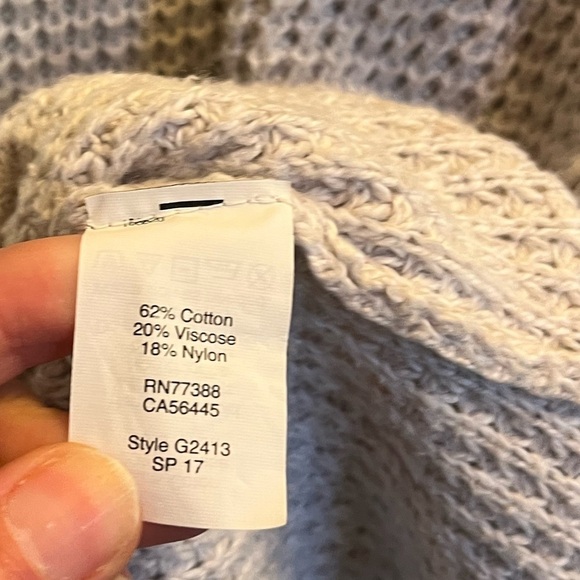 62% Cotton
20% Viscose
18% Nylon
RN77388
CA56445
Style G2413
SP 17